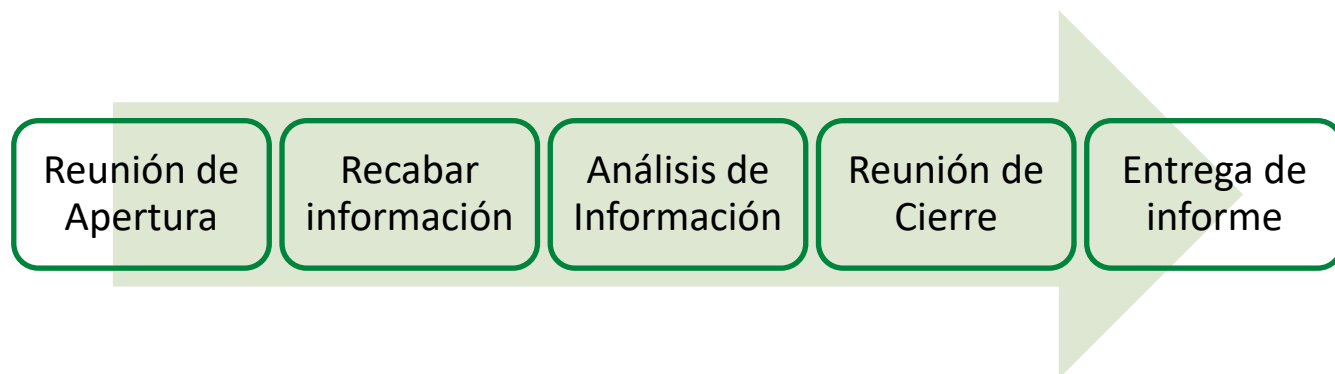 Reunión de
Apertura
Recabar
información
Análisis de
Información
Reunión de
Cierre
Entrega de
informe